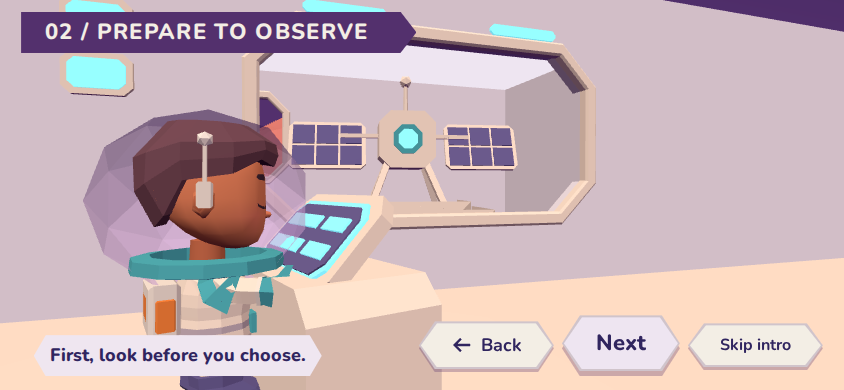 02 / PREPARE TO OBSERVE
First, look before you choose.
← Back
Next
Skip intro